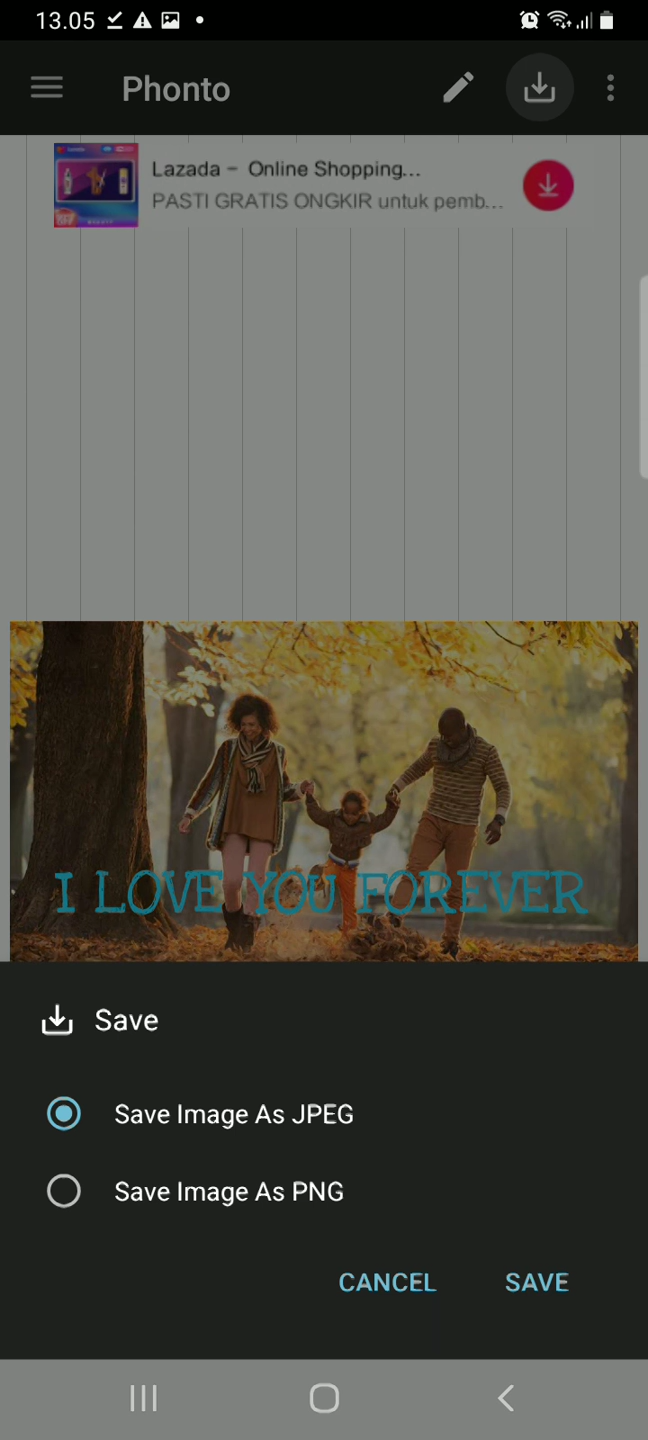 13.05
Phonto
Lazada - Online Shopping...
PASTI GRATIS ONGKIR untuk pemb...
I LOVE YOU FOREVER
Save
Save Image As JPEG
Save Image As PNG
CANCEL SAVE